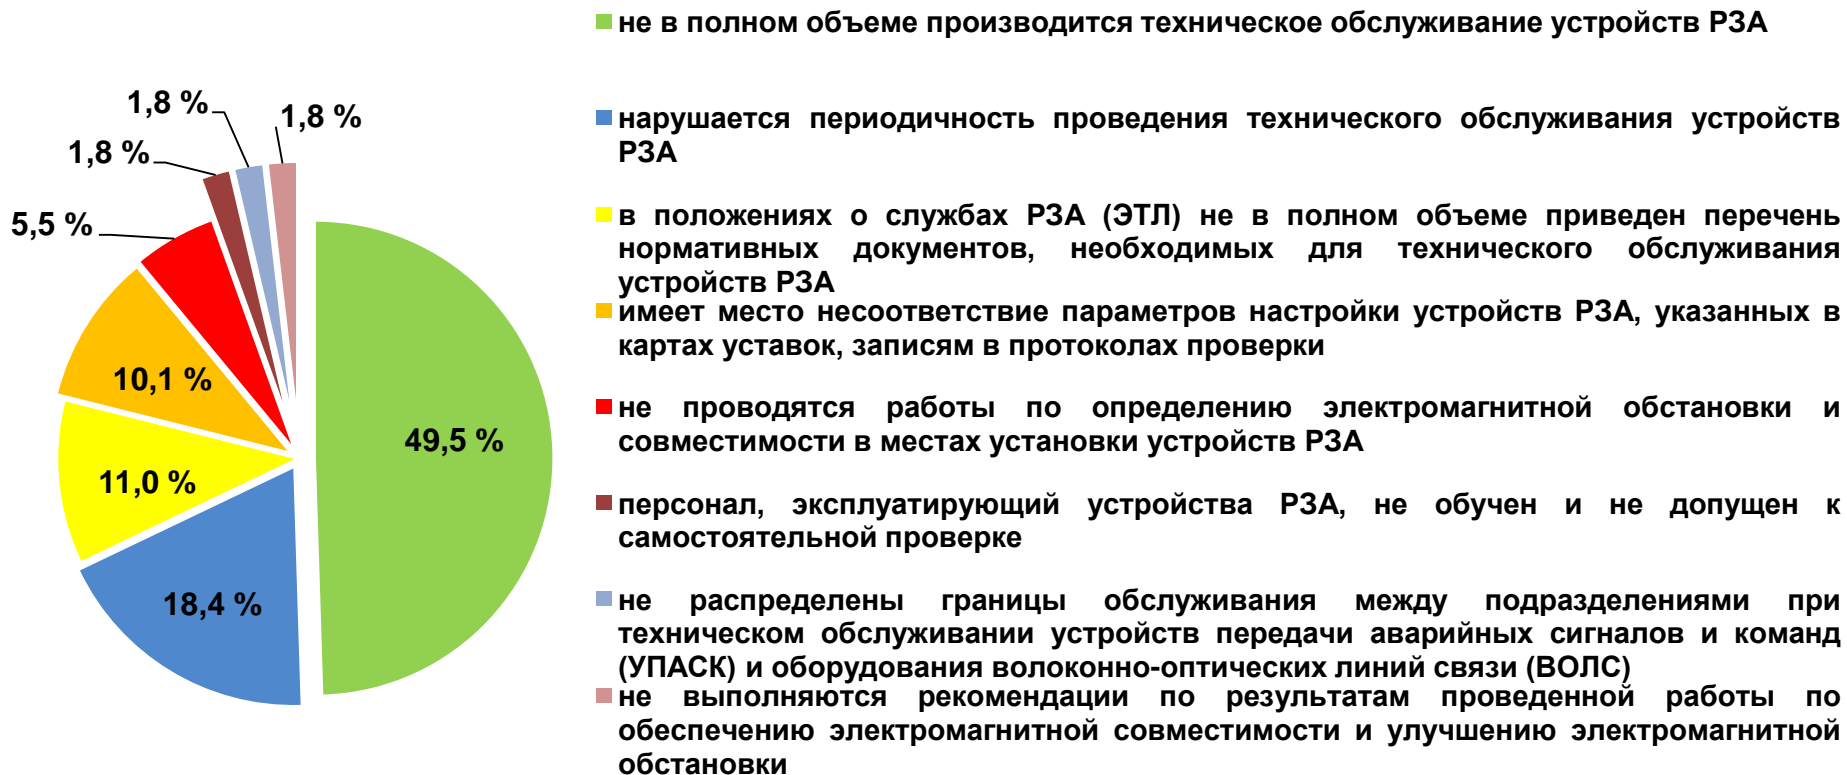 1,8 %
1,8 %
1,8 %
5,5 %
10,1 %
11,0 %
18,4 %
49,5 %
не в полном объеме производится техническое обслуживание устройств РЗА
нарушается периодичность проведения технического обслуживания устройств
РЗА
в положениях о службах РЗА (ЭТЛ) не в полном объеме приведен перечень
нормативных документов, необходимых для технического обслуживания
устройств РЗА
имеет место несоответствие параметров настройки устройств РЗА, указанных в
картах уставок, записям в протоколах проверки
не проводятся работы по определению электромагнитной обстановки и
совместимости в местах установки устройств РЗА
персонал, эксплуатирующий устройства РЗА, не обучен и не допущен к
самостоятельной проверке
не распределены границы обслуживания между подразделениями при
техническом обслуживании устройств передачи аварийных сигналов и команд
(УПАСК) и оборудования волоконно-оптических линий связи (ВОЛС)
не выполняются рекомендации по результатам проведенной работы по
обеспечению электромагнитной совместимости и улучшению электромагнитной
обстановки